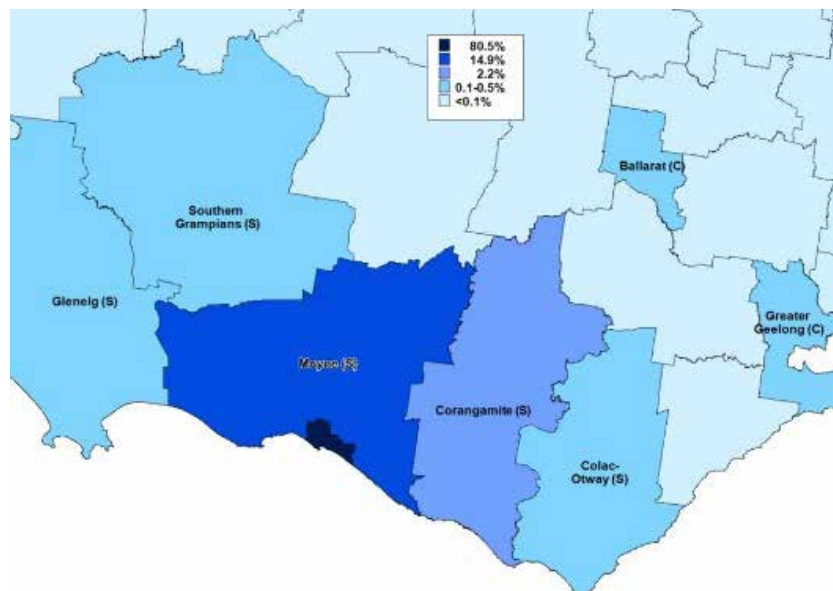 80.5%
14.9%
2.2%
0.1-0.5%
<0.1%
Ballarat (C)
Southern
Grampians (S)
Glenelg (S)
Greater
Geelong (C)
Moyne (S)
Corangamite (S)
Colac-
Otway (S)